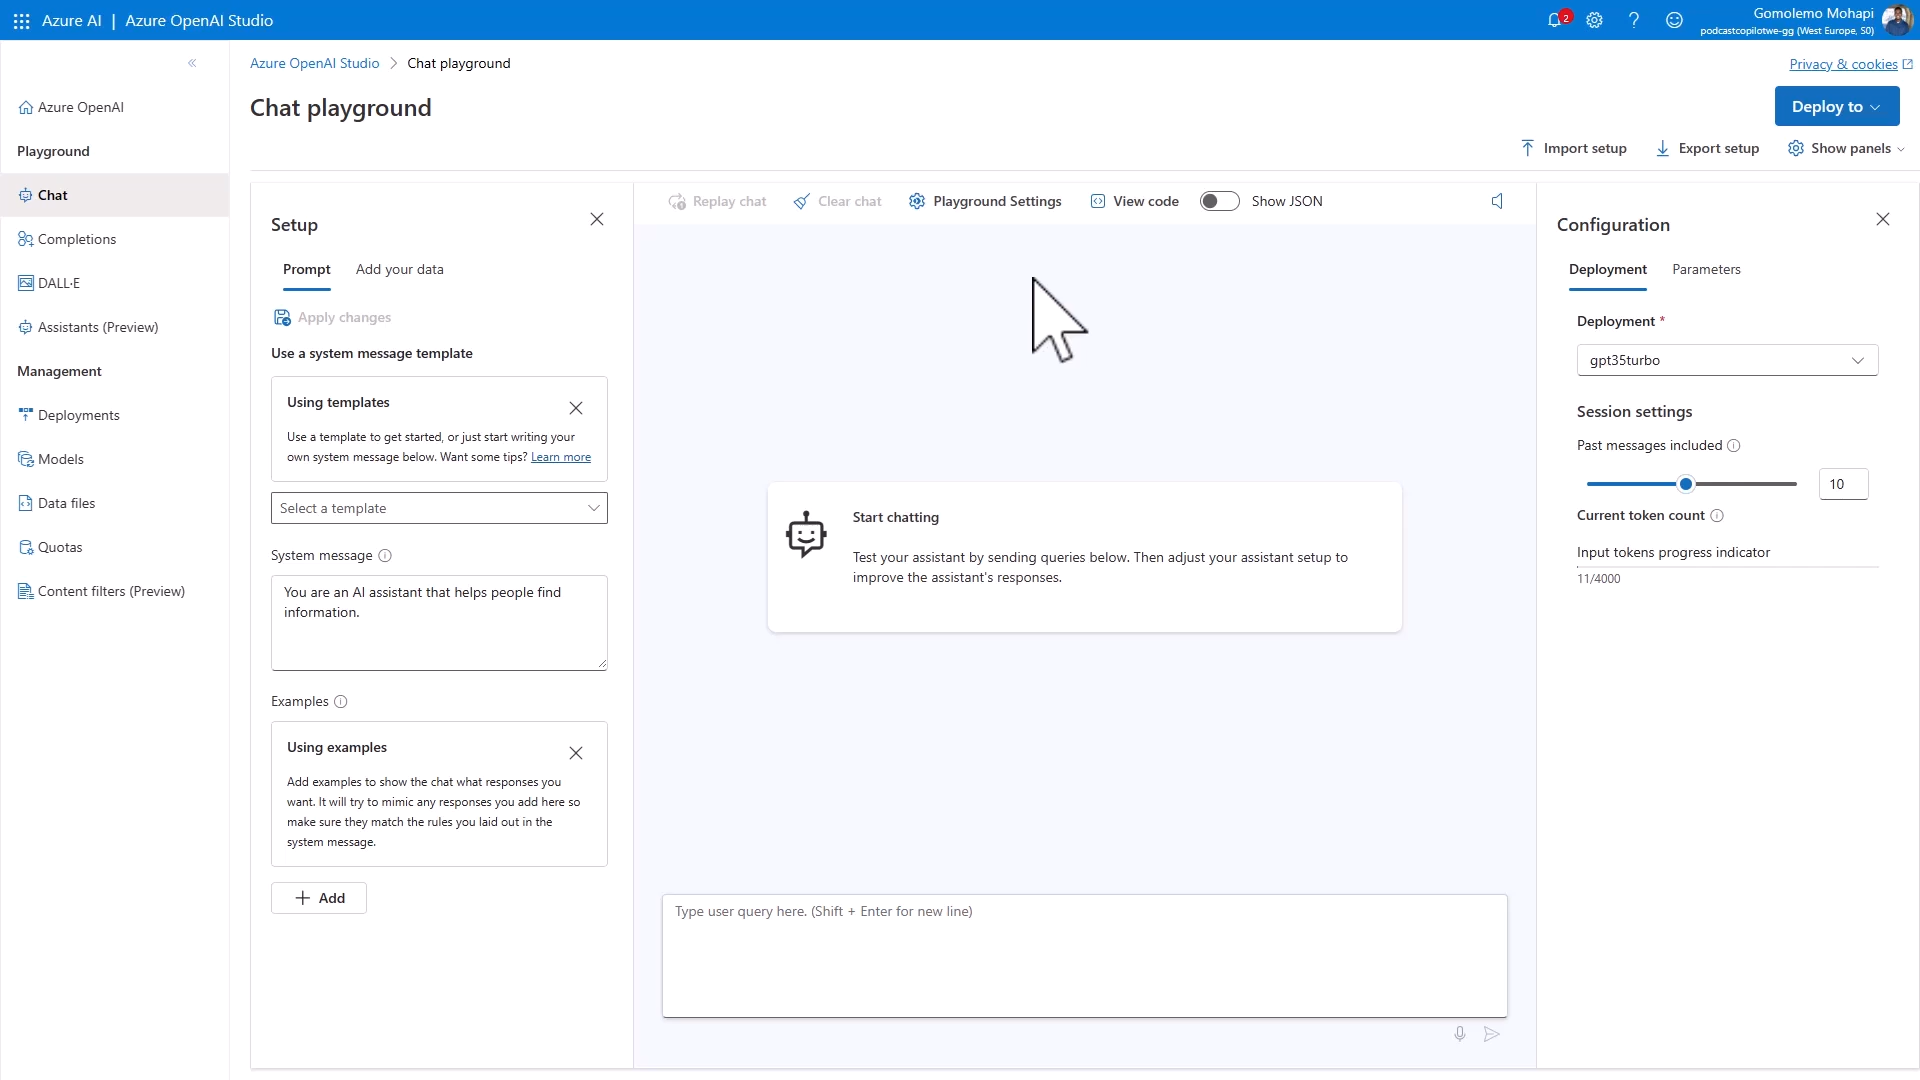 Azure AI | Azure OpenAI Studio
2
Gomolemo Mohapi
podcastcopilotwe-gg (West Europe, S0)
Azure OpenAI Studio > Chat playground
Privacy & cookies
Chat playground
Deploy to
Import setup
Export setup
Show panels
Azure OpenAI
Playground
Chat
Completions
DALL·E
Assistants (Preview)
Management
Deployments
Models
Data files
Quotas
Content filters (Preview)
Setup
Prompt
Add your data
Apply changes
Use a system message template
Using templates
Use a template to get started, or just start writing your
own system message below. Want some tips? Learn more
Select a template
System message
You are an AI assistant that helps people find
information.
Examples
Using examples
Add examples to show the chat what responses you
want. It will try to mimic any responses you add here so
make sure they match the rules you laid out in the
system message.
Add
Replay chat
Clear chat
Playground Settings
View code
Show JSON
Start chatting
Test your assistant by sending queries below. Then adjust your assistant setup to
improve the assistant's responses.
Type user query here. (Shift + Enter for new line)
Configuration
Deployment
Parameters
Deployment *
gpt35turbo
Session settings
Past messages included
10
Current token count
Input tokens progress indicator
11/4000